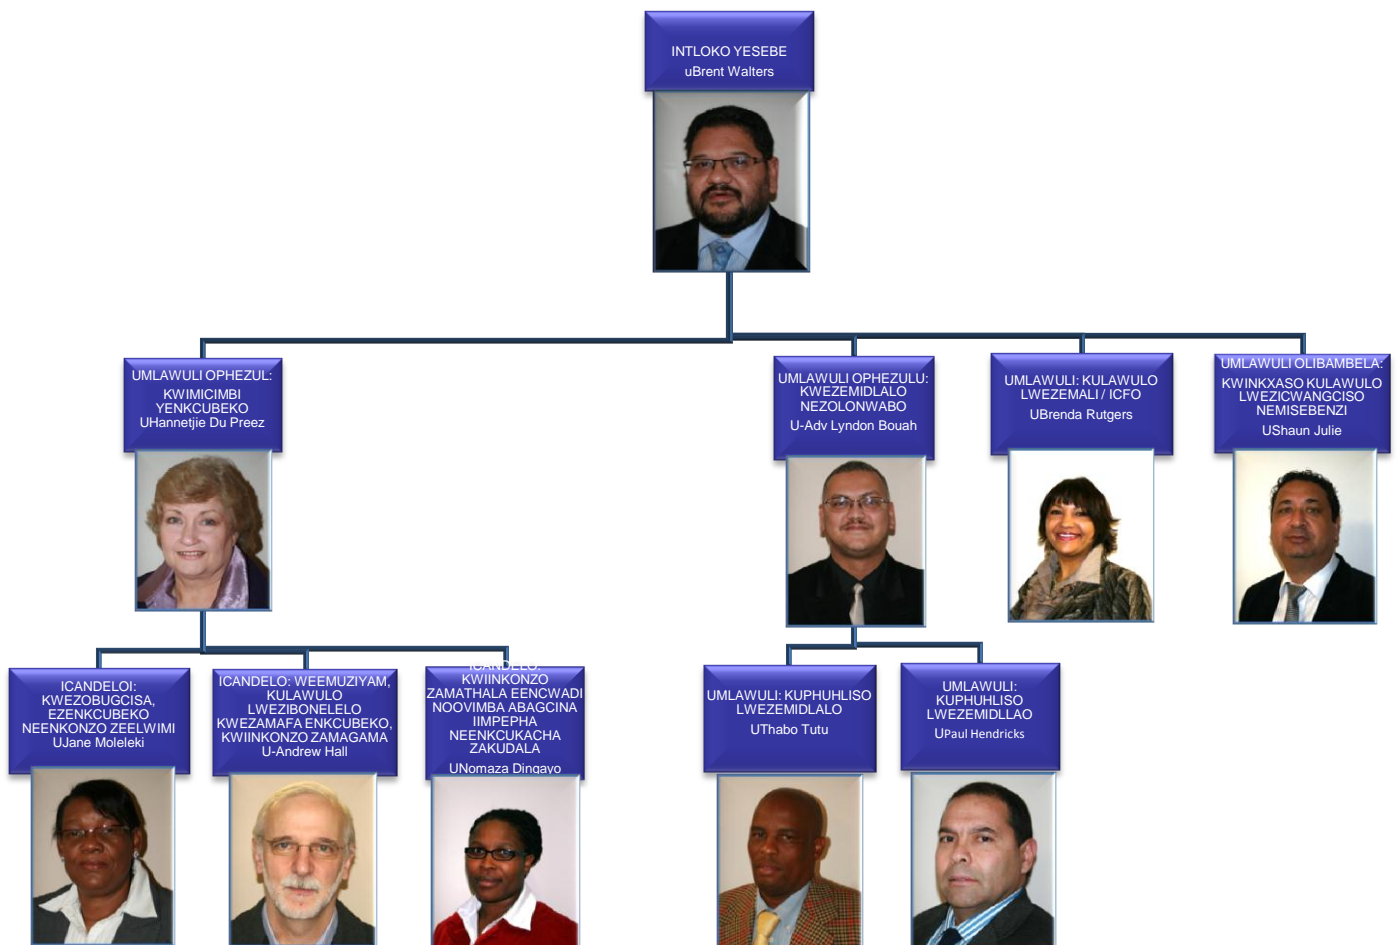 INTLOKO YESEBE
uBrent Walters
UMLAWULI OPHEZUL:
KWIMICIMBI
YENKCUBEKO
UHannetjie Du Preez
UMLAWULI OPHEZULU:
KWEZEMIDLALO
NEZOLONWABO
U-Adv Lyndon Bouah
UMLAWULI: KULAWULO
LWEZEMALI / ICFO
UBrenda Rutgers
UMLAWULI OLIBAMBELA:
KWINKXASO KULAWULO
LWEZICWANGCISO
NEMISEBENZI
UShaun Julie
ICANDELOI:
KWEZOBUGCISA,
EZENKCUBEKO
NEENKONZO ZEELWIMI
UJane Moleleki
ICANDELO: WEEMUZIYAM,
KULAWULO
LWEZIBONELELO
KWEZAMAFA ENKCUBEKO,
KWIINKONZO ZAMAGAMA
U-Andrew Hall
ICANDELO:
KWIINKONZO
ZAMATHALA EENCWADI
NOOVIMBA ABAGCINA
IIMPEPHA
NEENKCUKACHA
ZAKUDALA
UNomaza Dingayo
UMLAWULI: KUPHUHLISO
LWEZEMIDLALO
UThabo Tutu
UMLAWULI:
KUPHUHLISO
LWEZEMIDLLAO
UPaul Hendricks